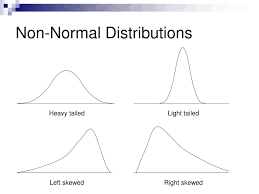 Non-Normal Distributions
Heavy tailed
Light tailed
Left skewed
Right skewed